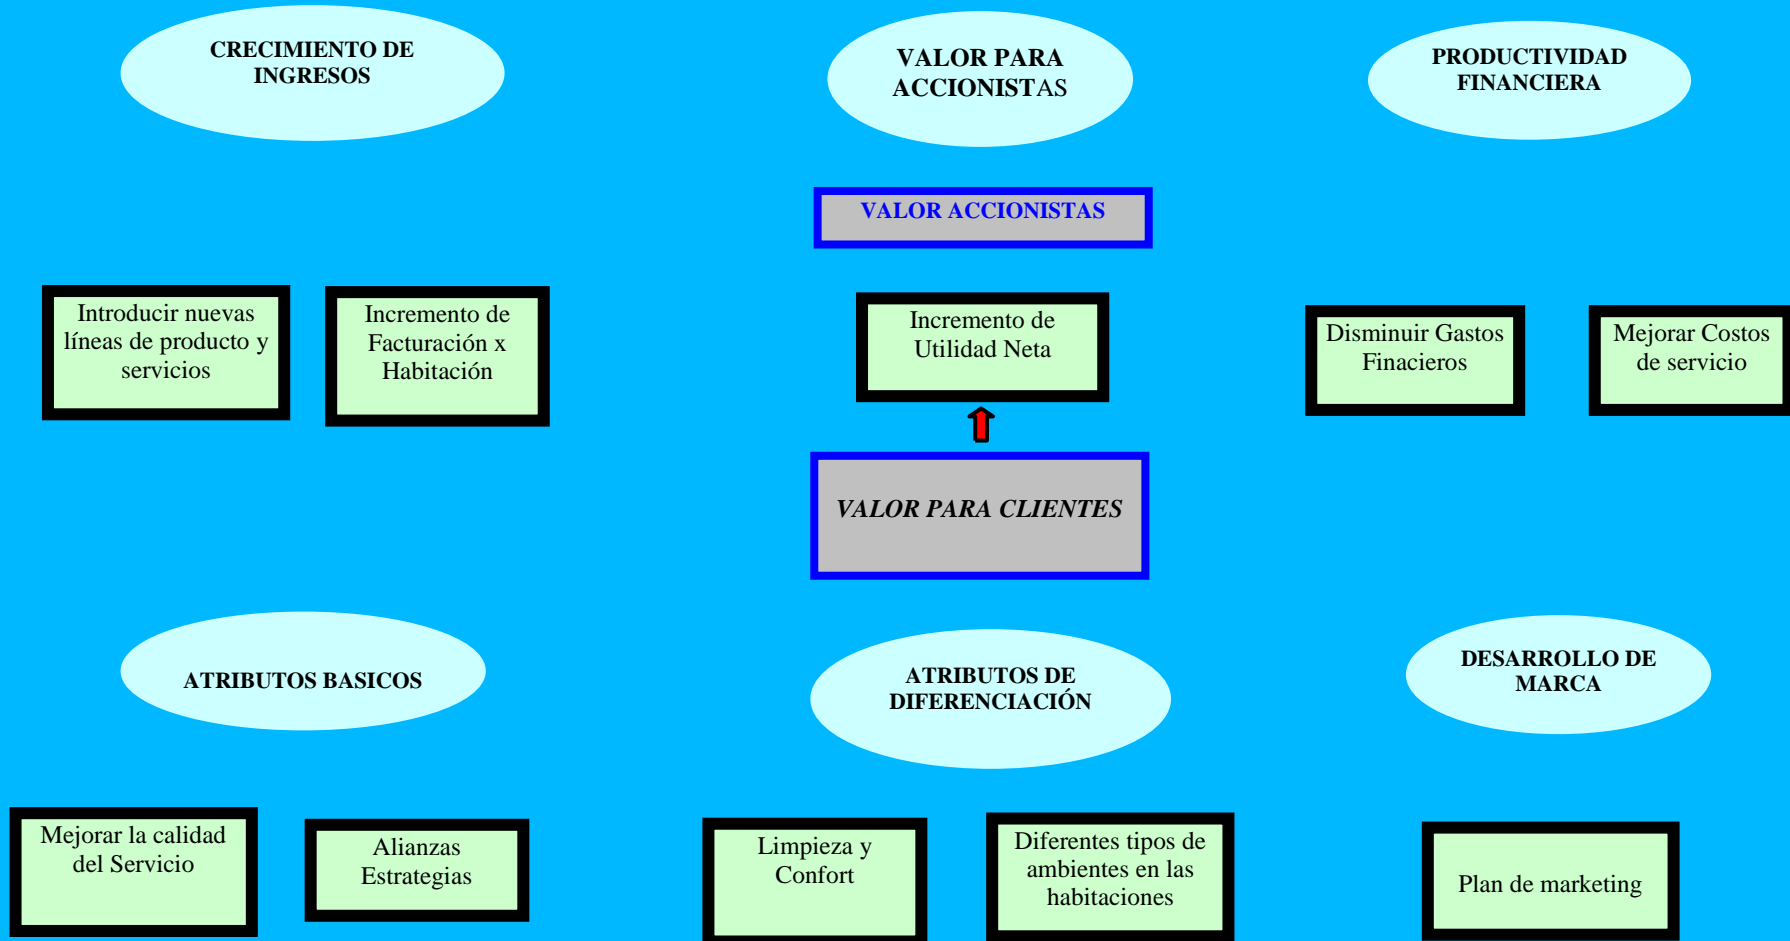 CRECIMIENTO DE
INGRESOS
VALOR PARA
ACCIONISTAS
PRODUCTIVIDAD
FINANCIERA
VALOR ACCIONISTAS
Introducir nuevas
líneas de producto y
servicios
Incremento de
Facturación x
Habitación
Incremento de
Utilidad Neta
Disminuir Gastos
Finacieros
Mejorar Costos
de servicio
VALOR PARA CLIENTES
ATRIBUTOS BASICOS
ATRIBUTOS DE
DIFERENCIACIÓN
DESARROLLO DE
MARCA
Mejorar la calidad
del Servicio
Alianzas
Estrategias
Limpieza y
Confort
Diferentes tipos de
ambientes en las
habitaciones
Plan de marketing